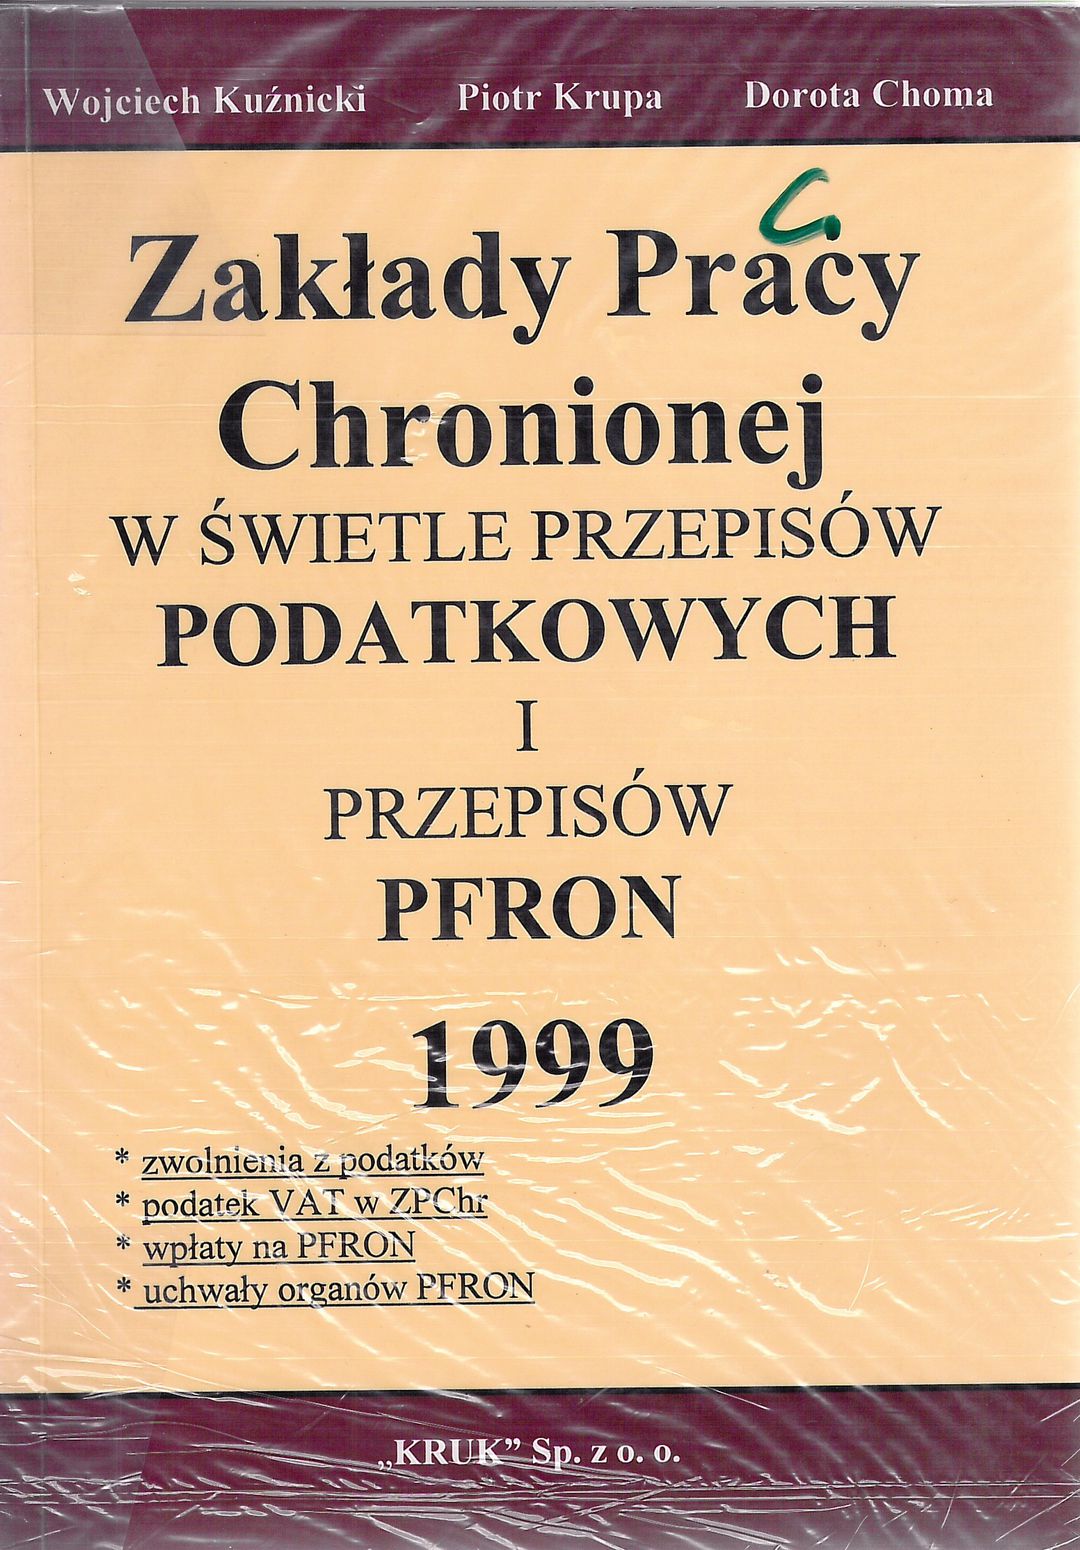 Wojciech Kuźnicki Piotr Krupa Dorota Choma
Zakłady Pracy
Chronionej
W ŚWIETLE PRZEPISÓW
PODATKOWYCH
I
PRZEPISÓW
PFRON
1999
* zwolnienia z podatków
* podatek VAT w ZPChr
* wpłaty na PFRON
* uchwały organów PFRON
„KRUK” Sp. z o. o.